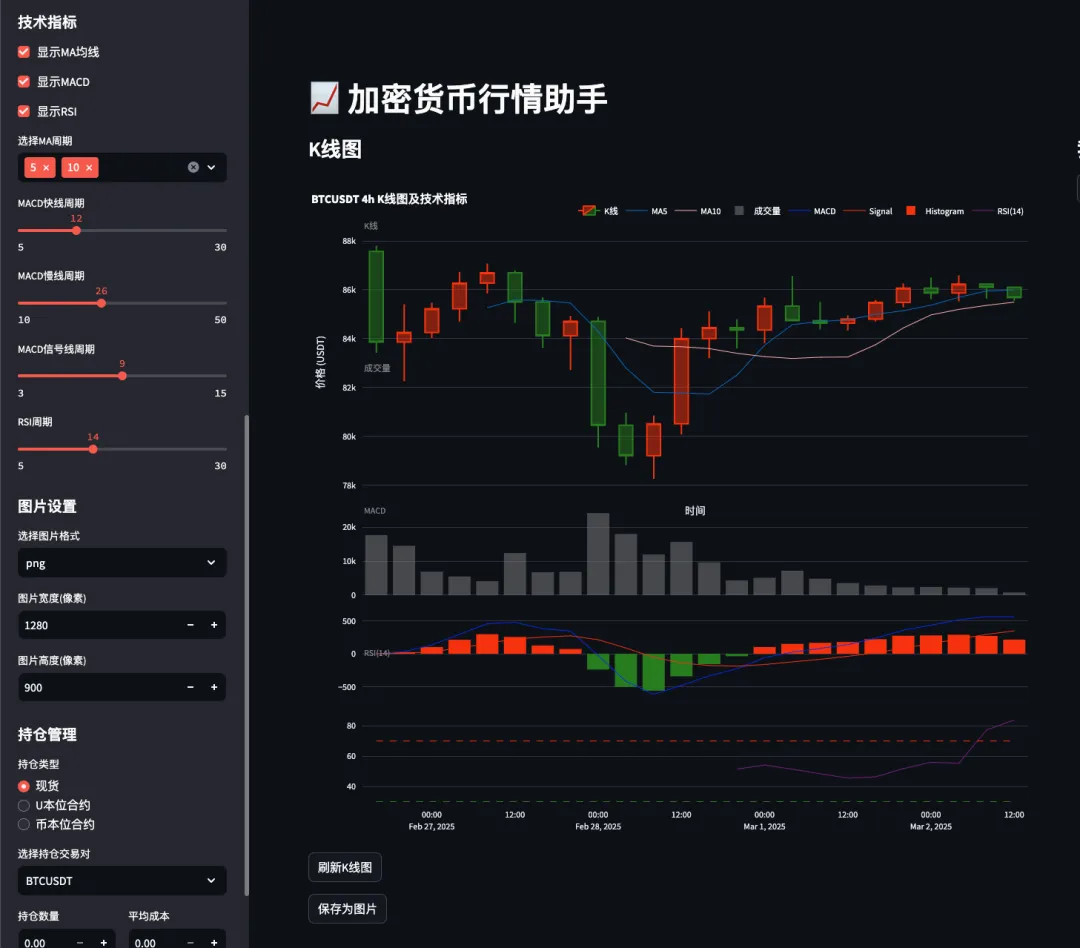 技术指标
显示MA均线
显示MACD
显示RSI
选择MA周期
5 × 10 ×
MACD快线周期
12
5 30
MACD慢线周期
26
10 50
MACD信号线周期
9
3 15
RSI周期
14
5 30
图片设置
选择图片格式
png
图片宽度(像素)
1280 − +
图片高度(像素)
900 − +
持仓管理
持仓类型
现货
U本位合约
币本位合约
选择持仓交易对
BTCUSDT
持仓数量 平均成本
0.00 − + 0.00 − +
加密货币行情助手
K线图
BTCUSDT 4h K线图及技术指标
K线 MA5 MA10 成交量 MACD Signal Histogram RSI(14)
K线
88k
86k
84k
82k
80k
78k
价格 (USDT)
成交量
MACD
时间
20k
10k
0
500
0
−500
RSI(14)
80
60
40
00:00 12:00 00:00 12:00 00:00 12:00 00:00 12:00
Feb 27, 2025 Feb 28, 2025 Mar 1, 2025 Mar 2, 2025
刷新K线图
保存为图片